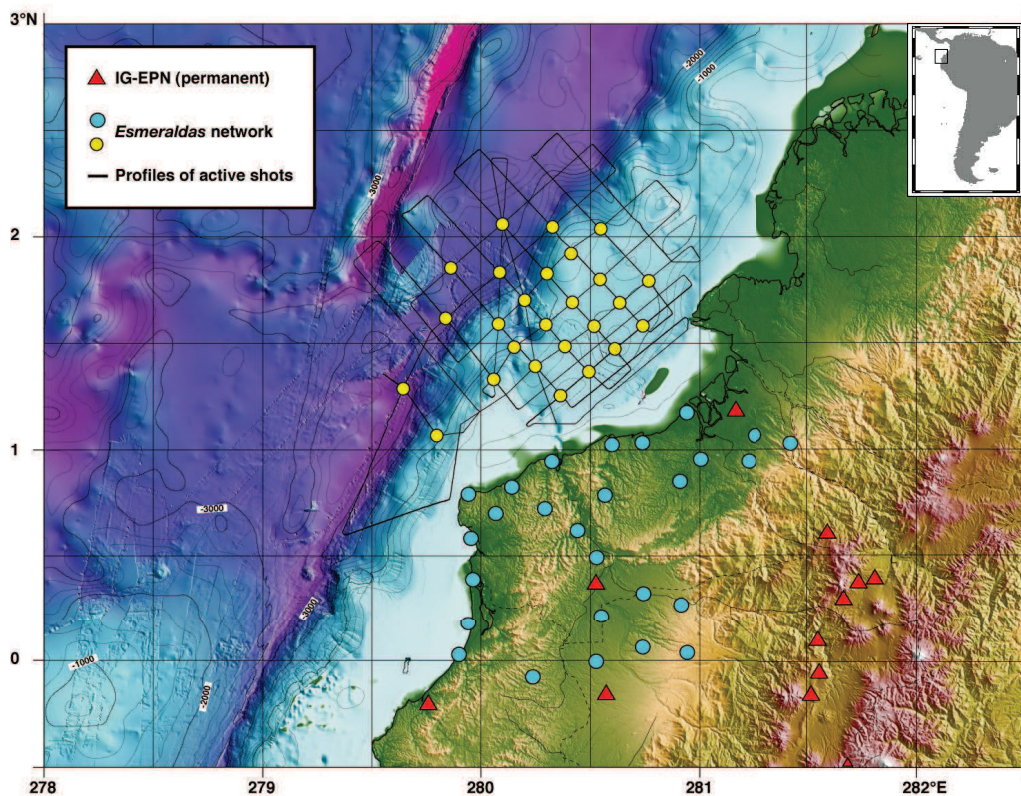 3°N
2
1
0
278
279
280
281
282°E
IG-EPN (permanent)
Esmeraldas network
Profiles of active shots
-2000
-1000
-3000
-3000
-3000
-1000
-2000